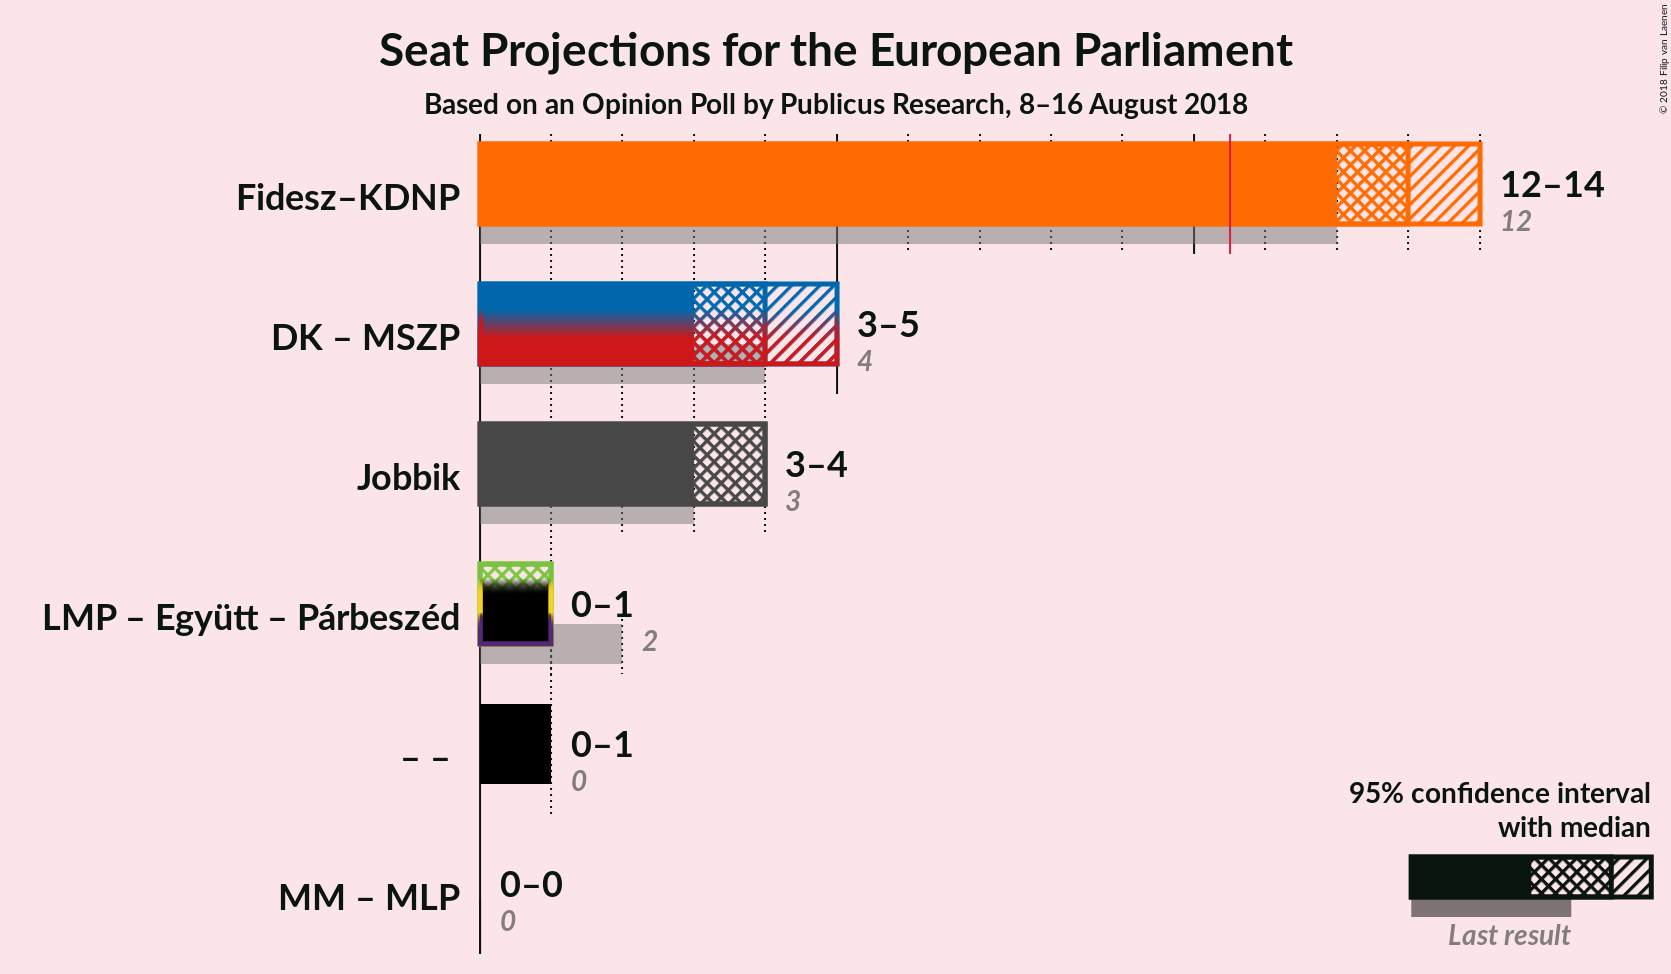 Seat Projections for the European Parliament
Based on an Opinion Poll by Publicus Research, 8–16 August 2018
© 2018 Filip van Laenen
Fidesz–KDNP
12–14
12
DK – MSZP
3–5
4
Jobbik
3–4
3
LMP – Együtt – Párbeszéd
0–1
2
– –
0–1
0
MM – MLP
0–0
0
95% confidence interval
with median
Last result